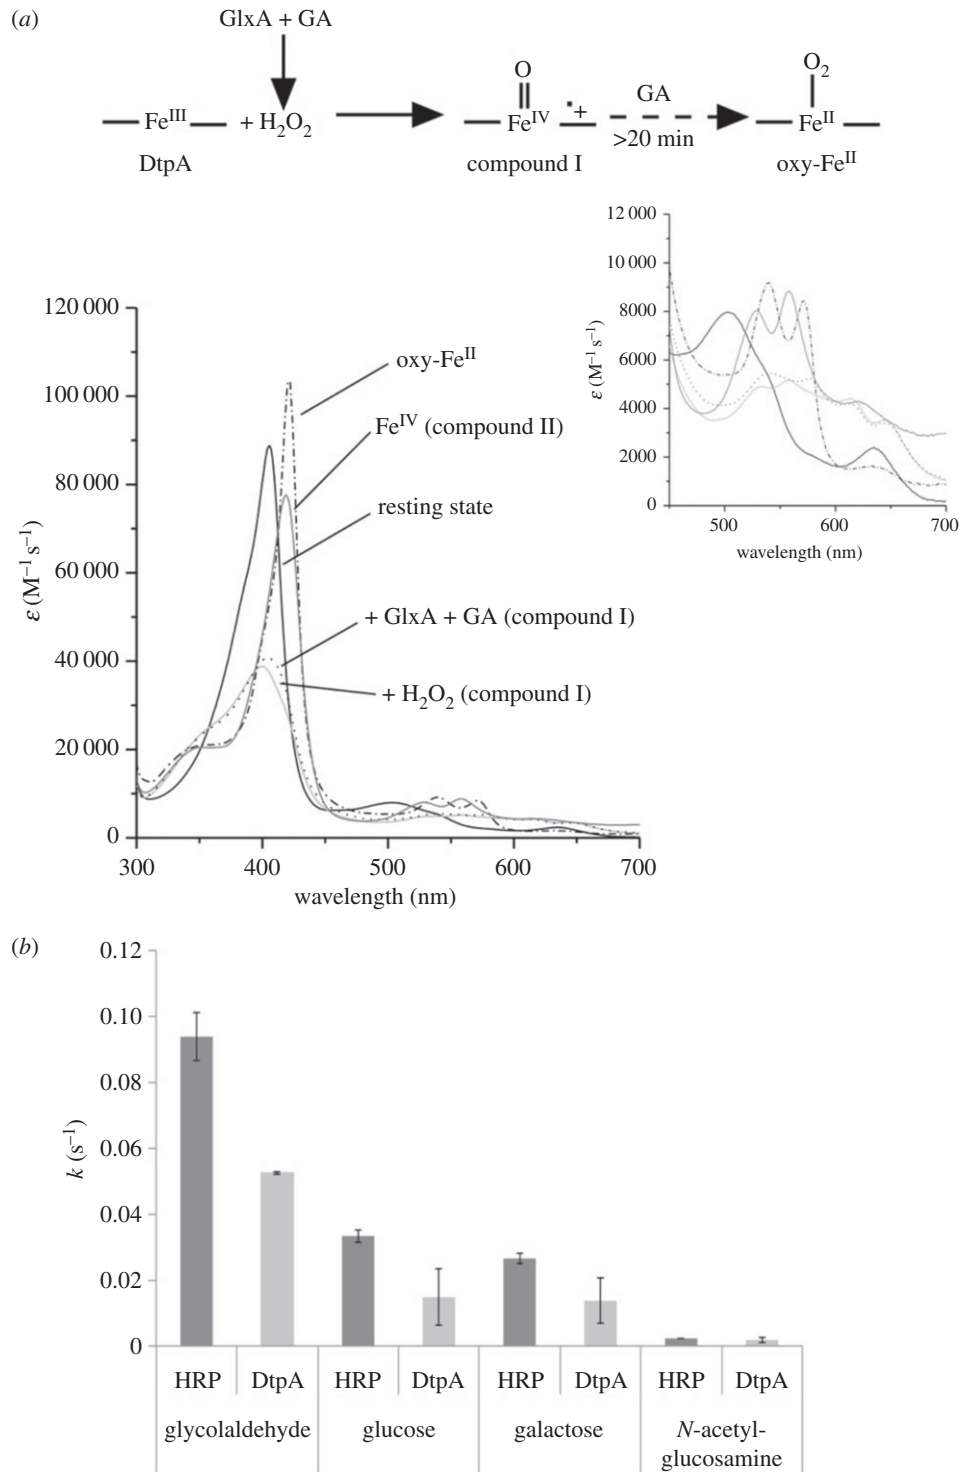 (a)
GlxA + GA
Fe^III + H2O2
DtpA
O
Fe^IV
·+
compound I
GA
>20 min
O2
Fe^II
oxy-Fe^II
12 000
10 000
8000
6000
4000
2000
0
ε (M⁻¹ s⁻¹)
500
600
700
wavelength (nm)
120 000
100 000
80 000
60 000
40 000
20 000
0
ε (M⁻¹ s⁻¹)
oxy-Fe^II
Fe^IV (compound II)
resting state
+ GlxA + GA (compound I)
+ H2O2 (compound I)
300
400
500
600
700
wavelength (nm)
(b)
0.12
0.10
0.08
0.06
0.04
0.02
0
k (s⁻¹)
HRP DtpA HRP DtpA HRP DtpA HRP DtpA
glycolaldehyde glucose galactose N-acetyl-
glucosamine